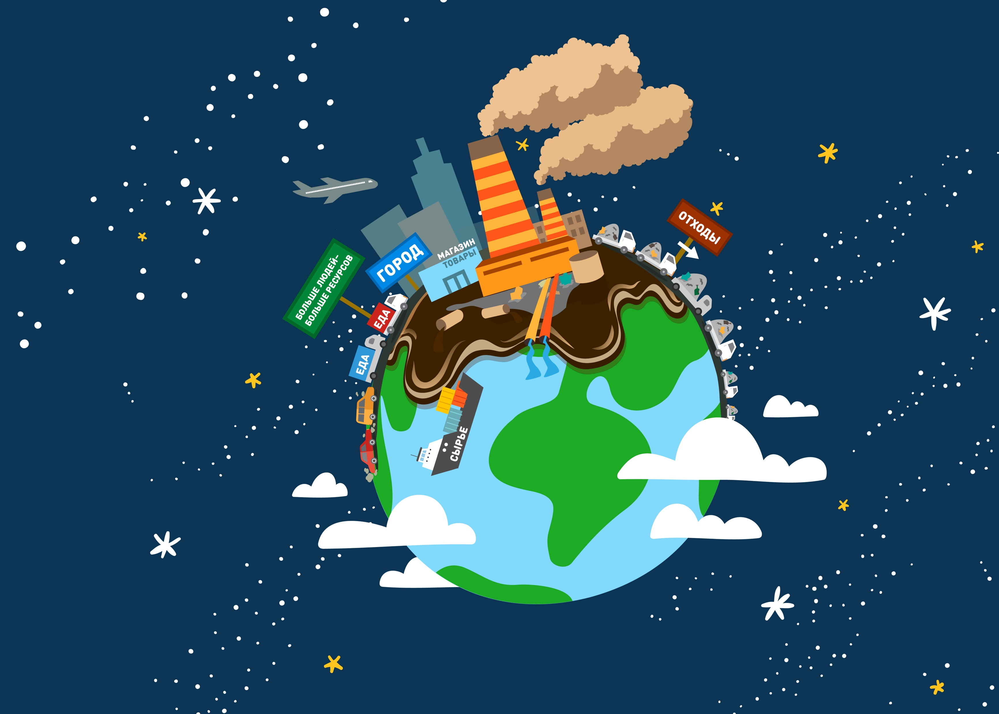 БОЛЬШЕ ЛЮДЕЙ-
БОЛЬШЕ РЕСУРСОВ
ГОРОД
МАГАЗИН
ТОВАРЫ
ОТХОДЫ
ЕДА
ЕДА
СЫРЬЕ